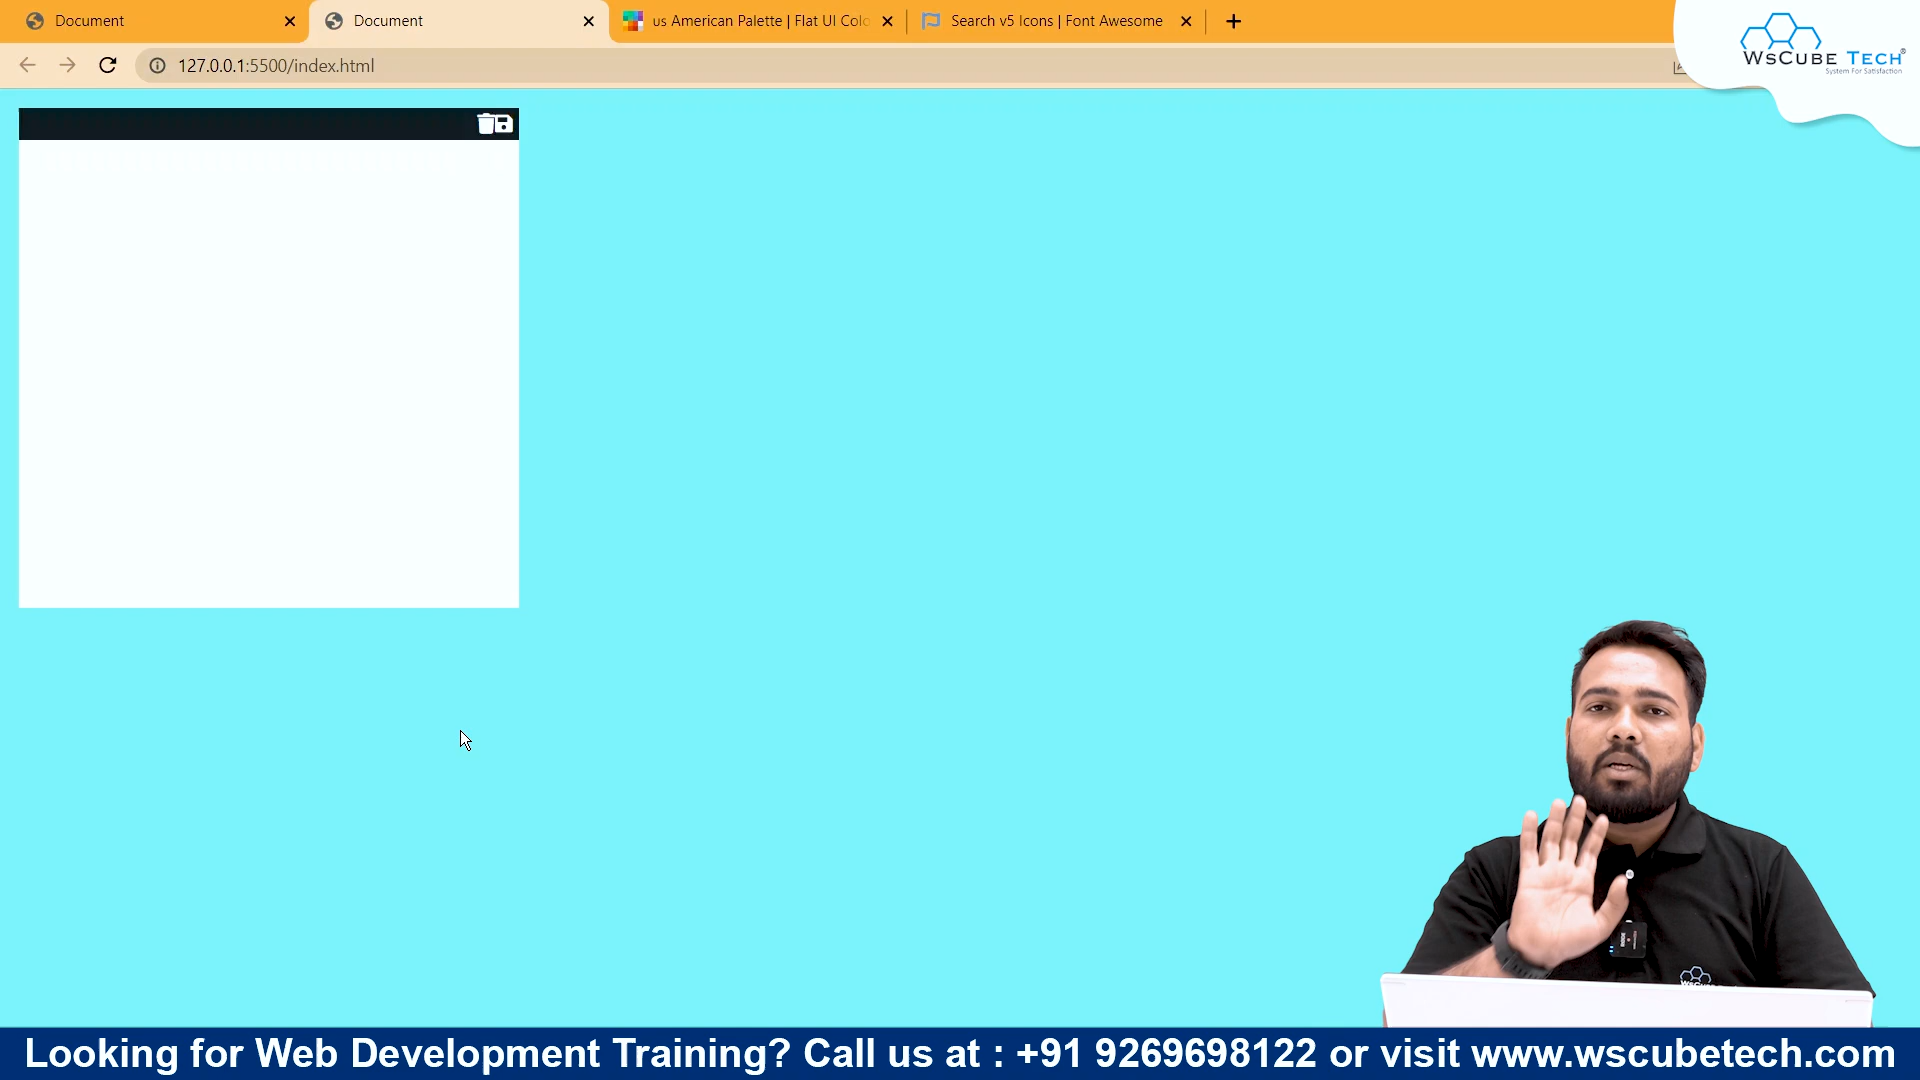 Document
Document
us American Palette | Flat UI Colo
Search v5 Icons | Font Awesome
127.0.0.1:5500/index.html
WsCube Tech®
System For Satisfaction
Looking for Web Development Training? Call us at : +91 9269698122 or visit www.wscubetech.com